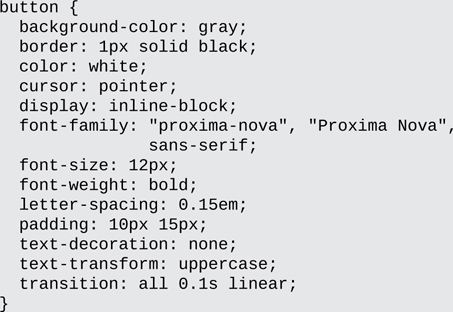 button {
  background-color: gray;
  border: 1px solid black;
  color: white;
  cursor: pointer;
  display: inline-block;
  font-family: "proxima-nova", "Proxima Nova",
               sans-serif;
  font-size: 12px;
  font-weight: bold;
  letter-spacing: 0.15em;
  padding: 10px 15px;
  text-decoration: none;
  text-transform: uppercase;
  transition: all 0.1s linear;
}